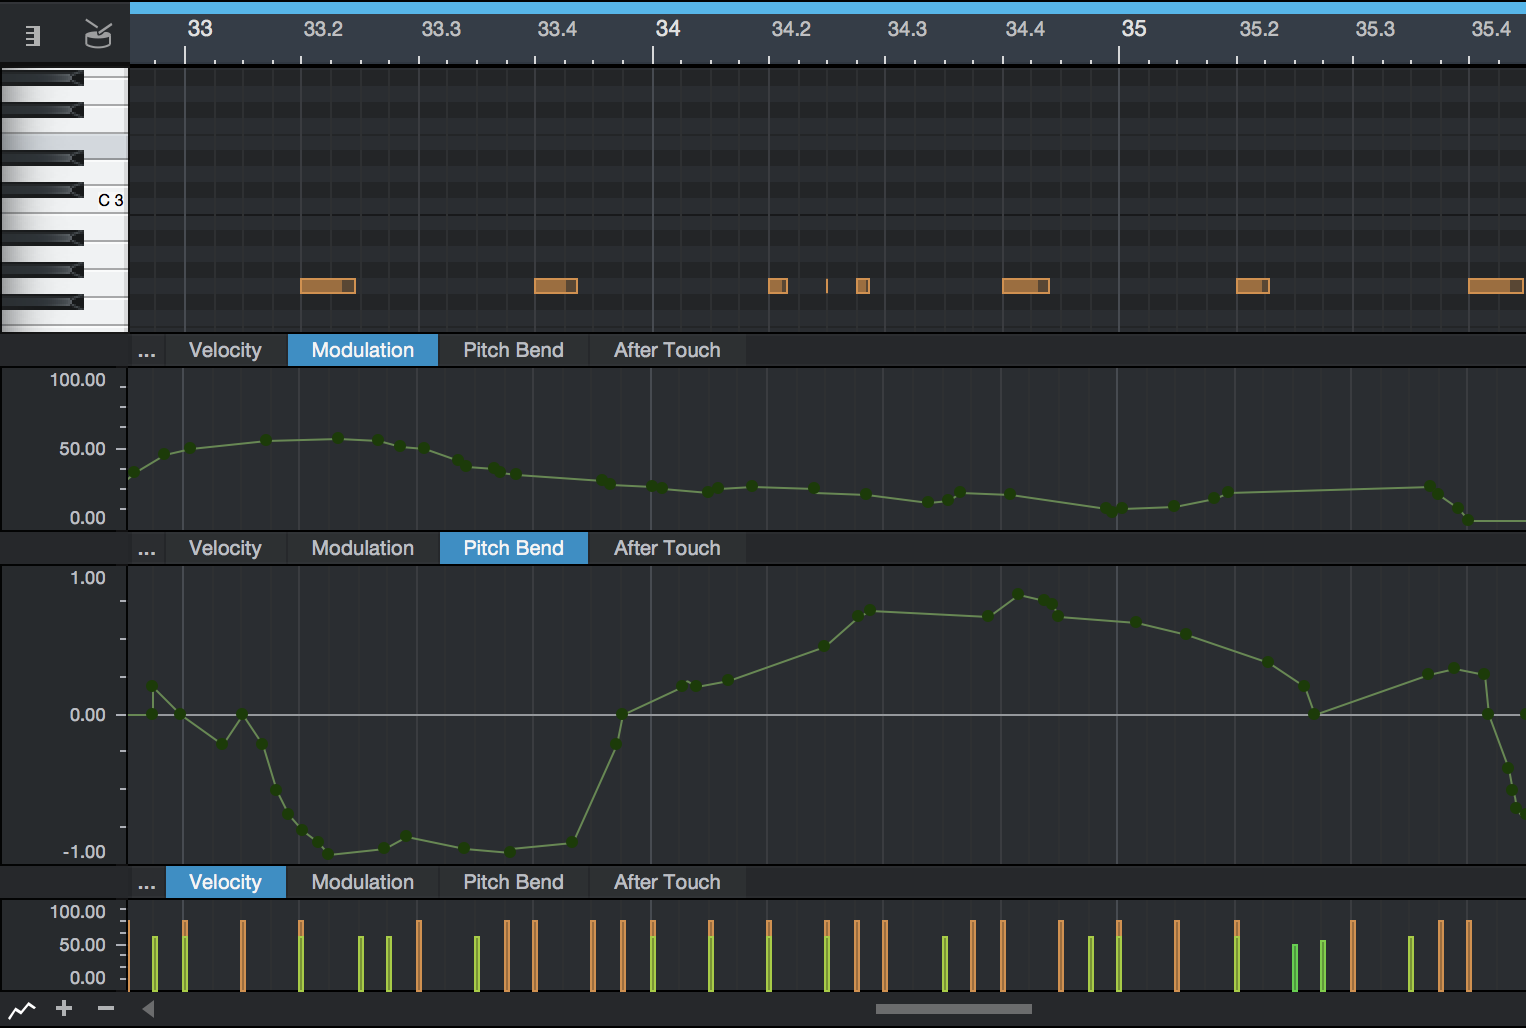 33 33.2 33.3 33.4 34 34.2 34.3 34.4 35 35.2 35.3 35.4
C 3
... Velocity Modulation Pitch Bend After Touch
100.00
50.00
0.00
... Velocity Modulation Pitch Bend After Touch
1.00
0.00
-1.00
... Velocity Modulation Pitch Bend After Touch
100.00
50.00
0.00